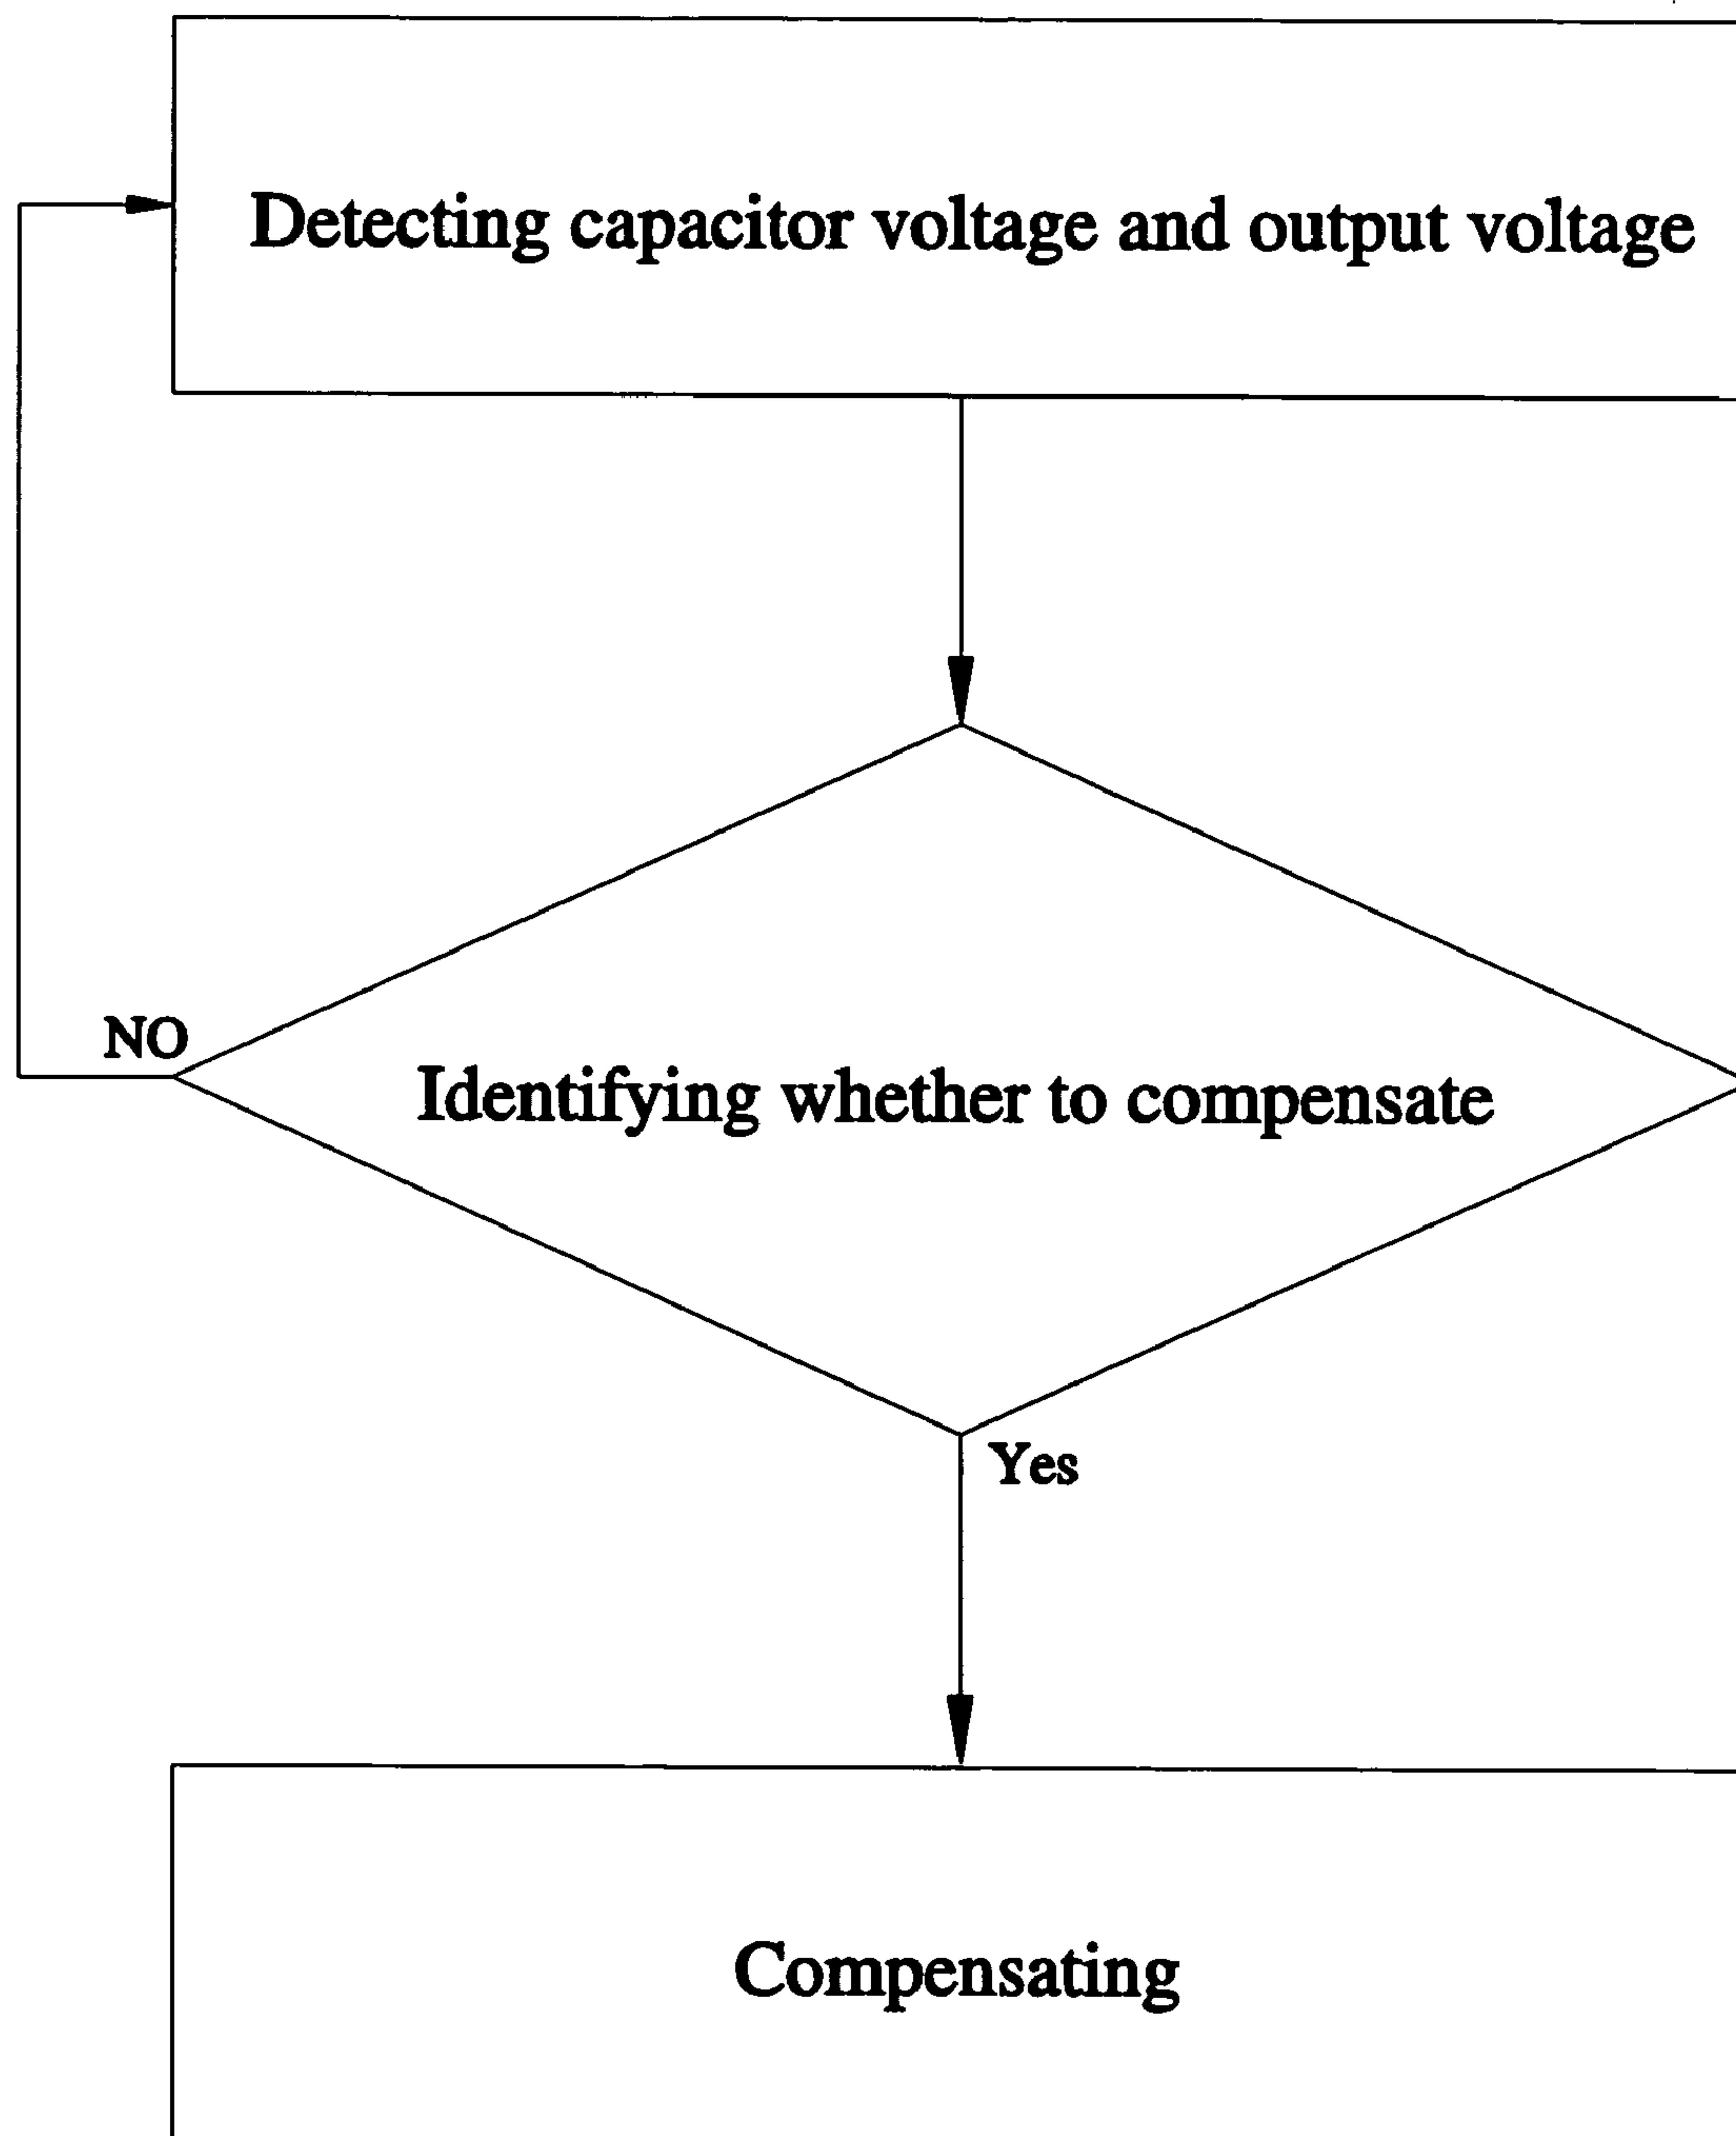 Detecting capacitor voltage and output voltage
NO
Identifying whether to compensate
Yes
Compensating